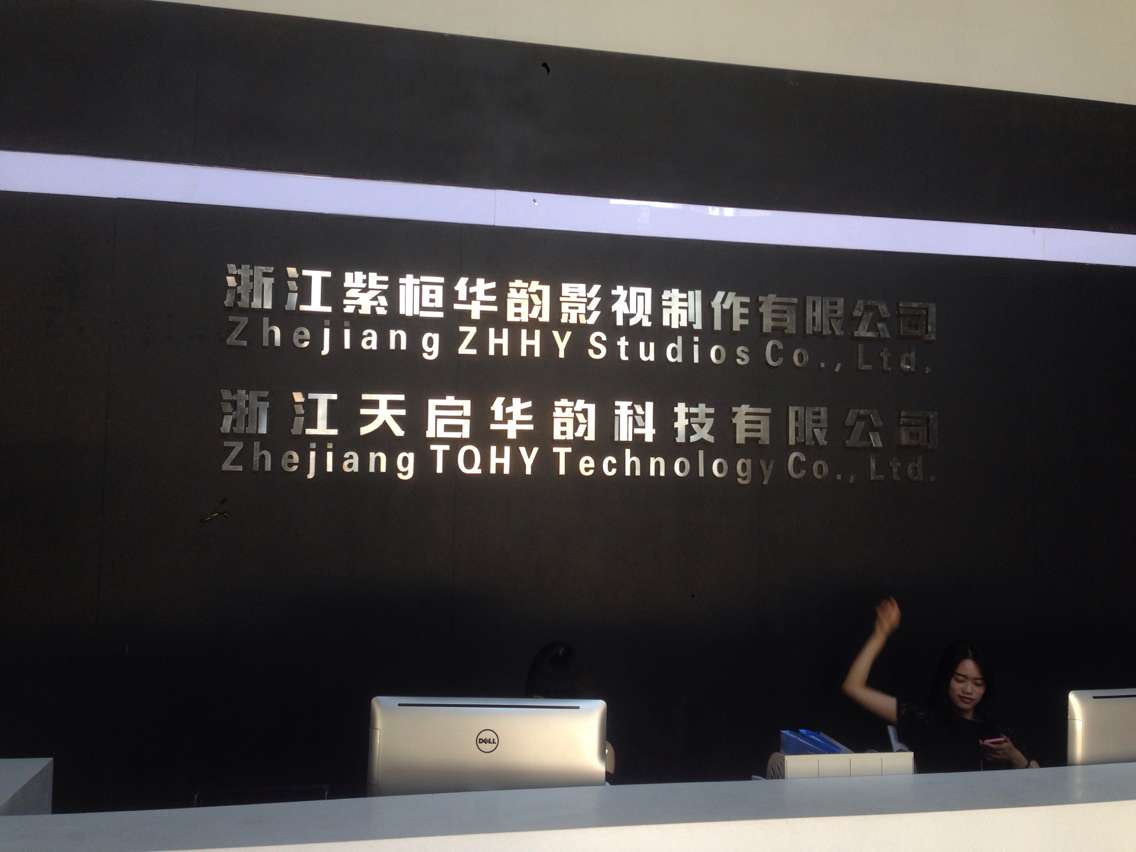 浙江紫桓华韵影视制作有限公司
Zhejiang ZHHY Studios Co., Ltd.
浙江天启华韵科技有限公司
Zhejiang TQHY Technology Co., Ltd.
DELL